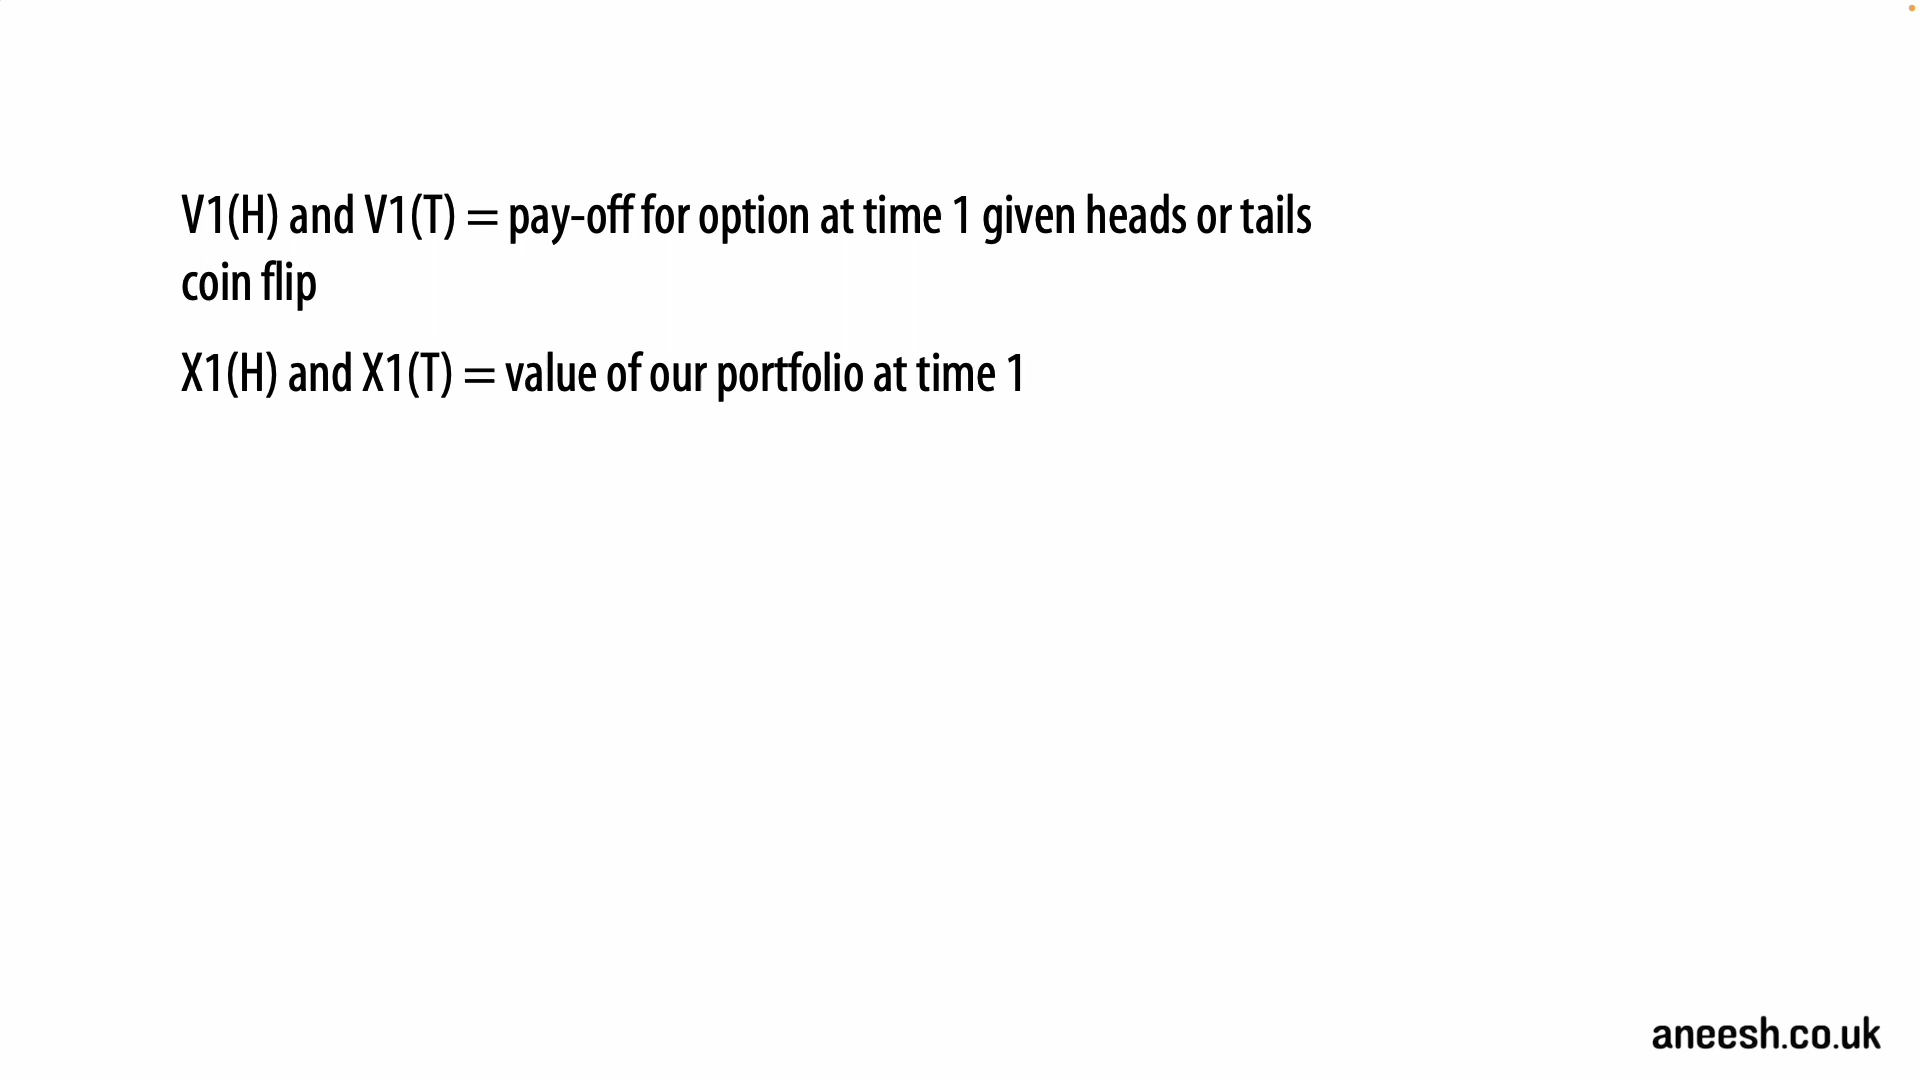 V1(H) and V1(T) = pay-off for option at time 1 given heads or tails
coin flip
X1(H) and X1(T) = value of our portfolio at time 1
aneesh.co.uk